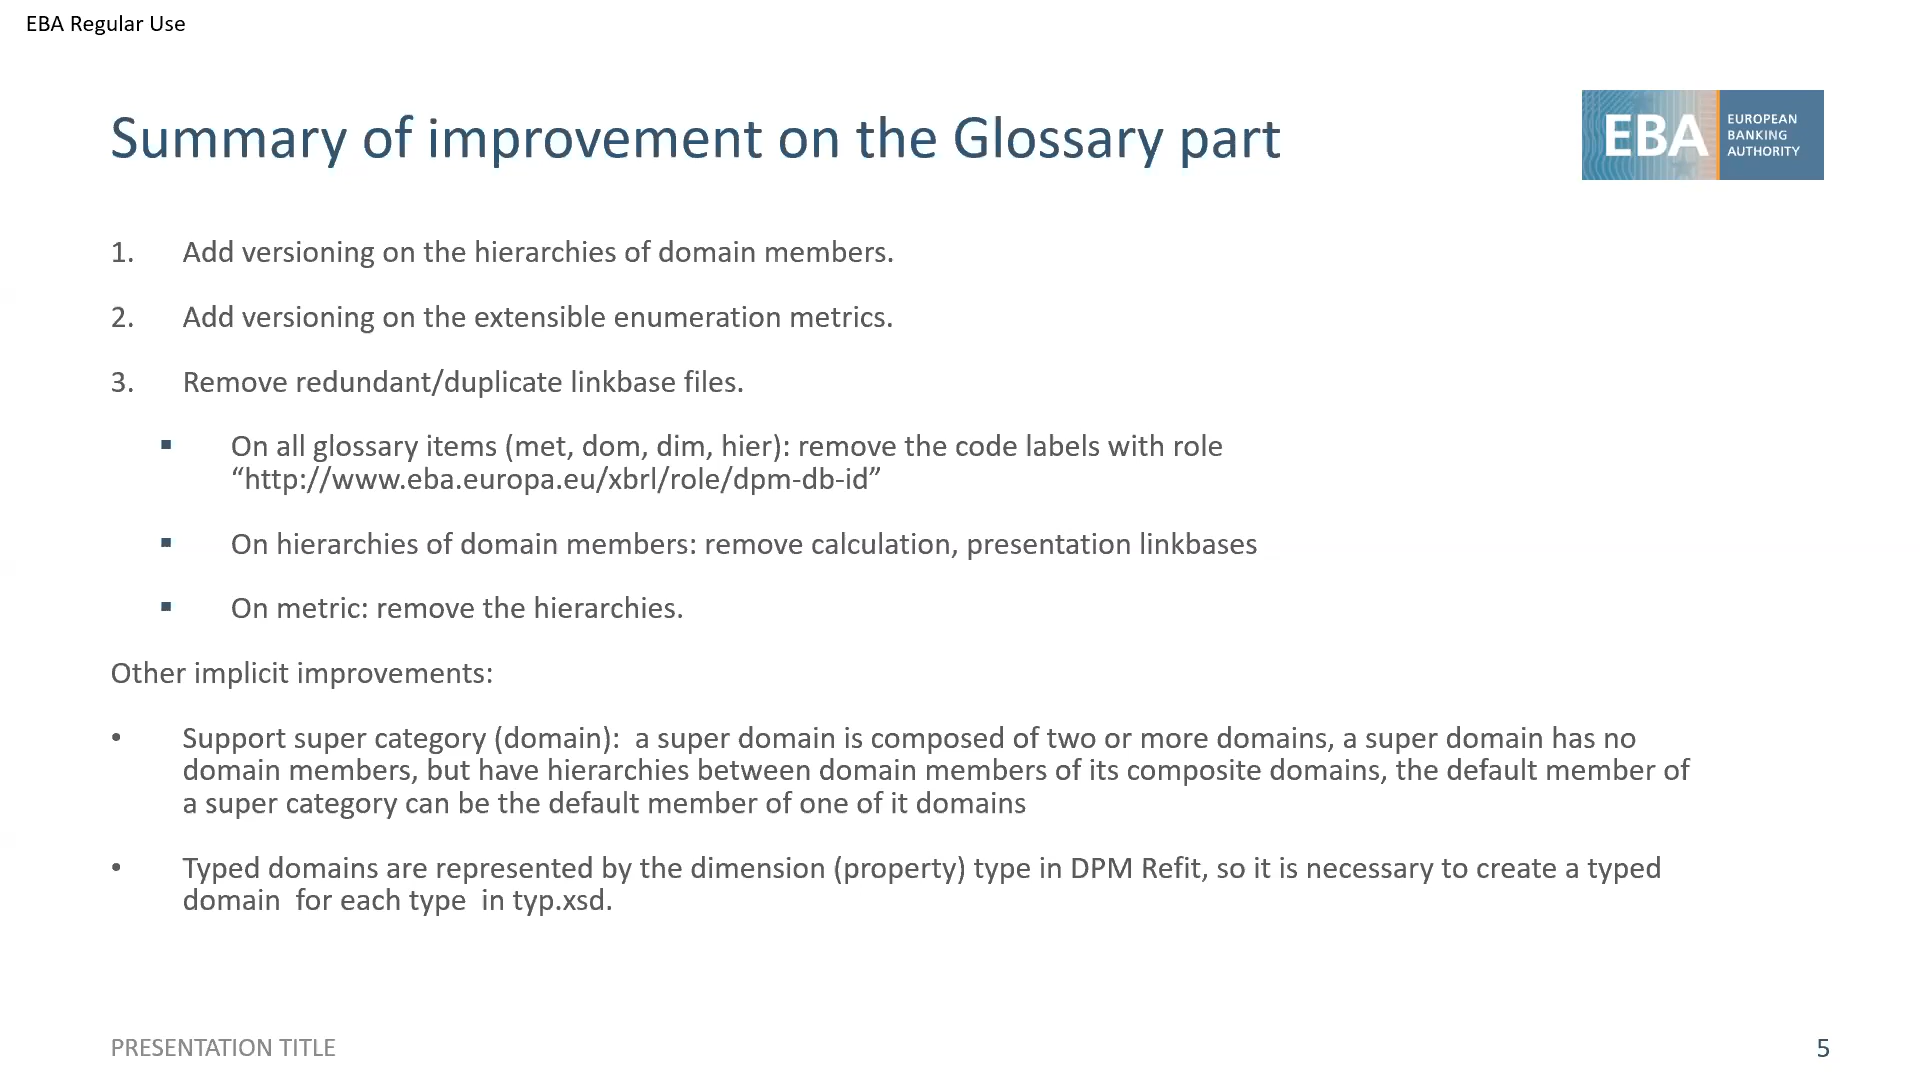 EBA Regular Use
Summary of improvement on the Glossary part
EBA
EUROPEAN
BANKING
AUTHORITY
1. Add versioning on the hierarchies of domain members.
2. Add versioning on the extensible enumeration metrics.
3. Remove redundant/duplicate linkbase files.
▪ On all glossary items (met, dom, dim, hier): remove the code labels with role
“http://www.eba.europa.eu/xbrl/role/dpm-db-id”
▪ On hierarchies of domain members: remove calculation, presentation linkbases
▪ On metric: remove the hierarchies.
Other implicit improvements:
• Support super category (domain):  a super domain is composed of two or more domains, a super domain has no
domain members, but have hierarchies between domain members of its composite domains, the default member of
a super category can be the default member of one of it domains
• Typed domains are represented by the dimension (property) type in DPM Refit, so it is necessary to create a typed
domain  for each type  in typ.xsd.
PRESENTATION TITLE
5